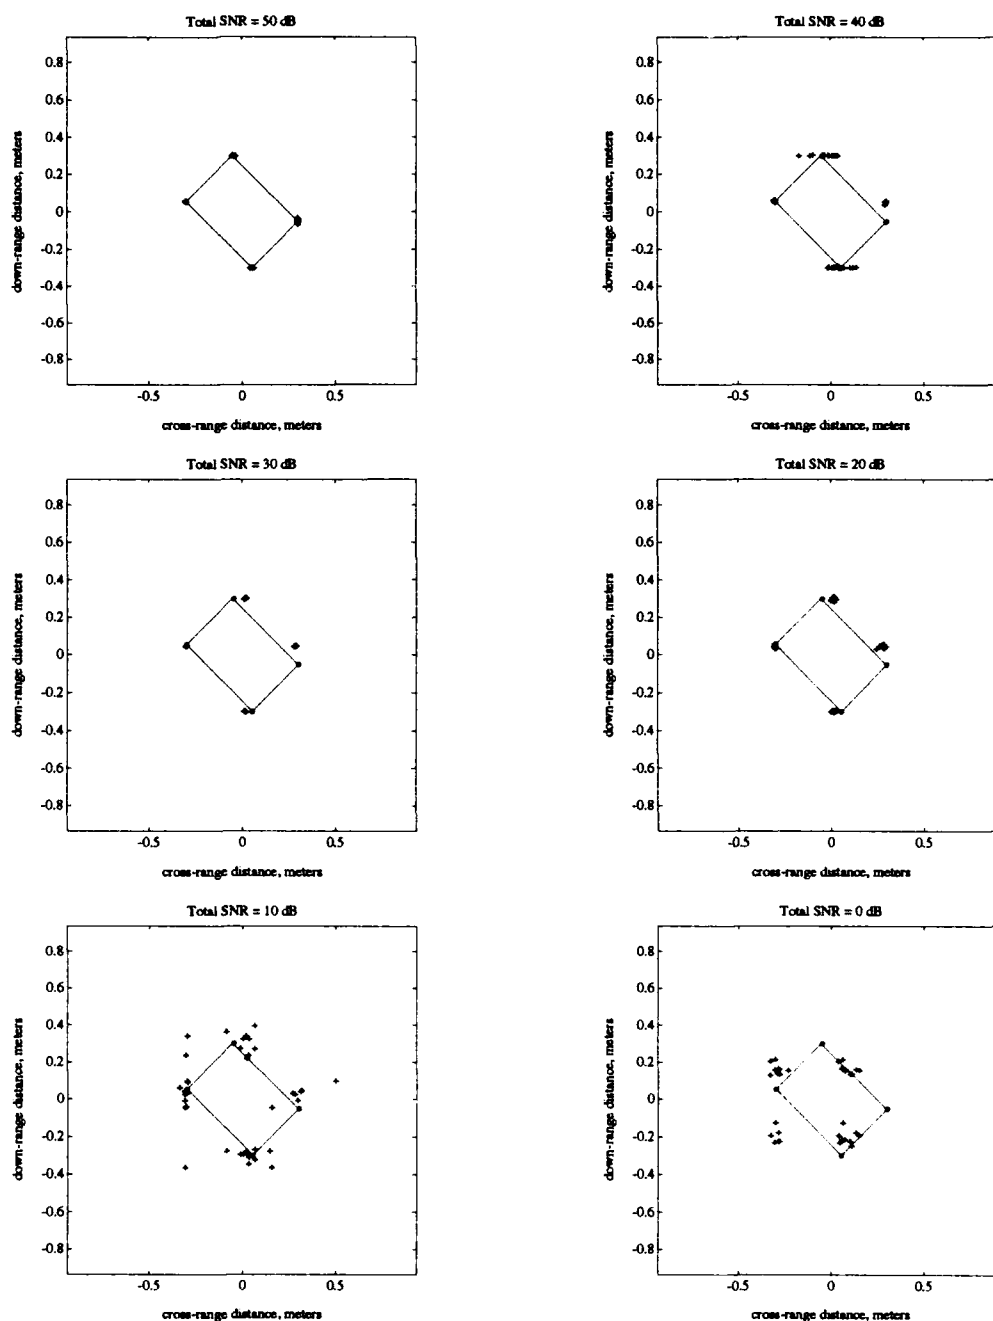 Total SNR = 50 dB
0.8
0.6
0.4
0.2
0
-0.2
-0.4
-0.6
-0.8
down-range distance, meters
-0.5 0 0.5
cross-range distance, meters
Total SNR = 40 dB
0.8
0.6
0.4
0.2
0
-0.2
-0.4
-0.6
-0.8
down-range distance, meters
-0.5 0 0.5
cross-range distance, meters
Total SNR = 30 dB
0.8
0.6
0.4
0.2
0
-0.2
-0.4
-0.6
-0.8
down-range distance, meters
-0.5 0 0.5
cross-range distance, meters
Total SNR = 20 dB
0.8
0.6
0.4
0.2
0
-0.2
-0.4
-0.6
-0.8
down-range distance, meters
-0.5 0 0.5
cross-range distance, meters
Total SNR = 10 dB
0.8
0.6
0.4
0.2
0
-0.2
-0.4
-0.6
-0.8
down-range distance, meters
-0.5 0 0.5
cross-range distance, meters
Total SNR = 0 dB
0.8
0.6
0.4
0.2
0
-0.2
-0.4
-0.6
-0.8
down-range distance, meters
-0.5 0 0.5
cross-range distance, meters